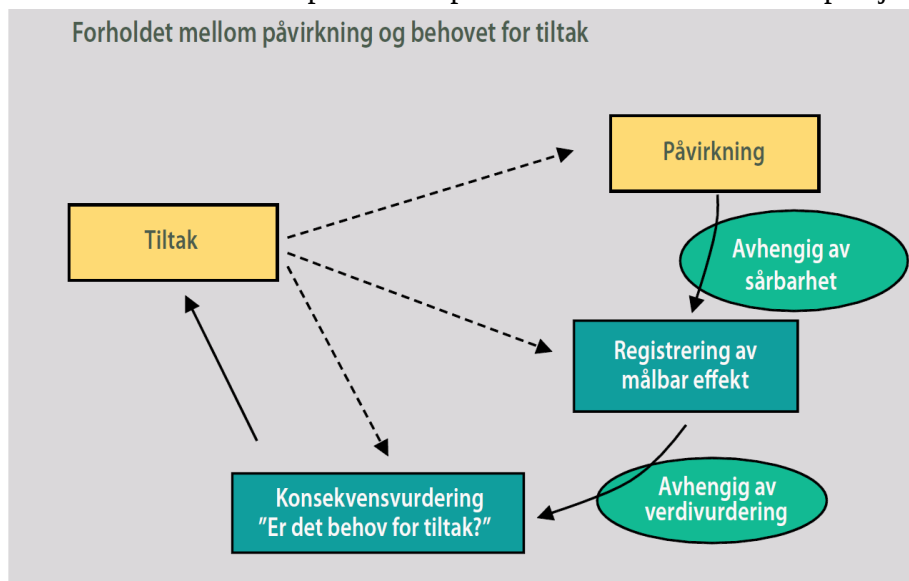 Forholdet mellom påvirkning og behovet for tiltak
Påvirkning
Tiltak
Avhengig av
sårbarhet
Registrering av
målbar effekt
Avhengig av
verdivurdering
Konsekvensvurdering
"Er det behov for tiltak?"